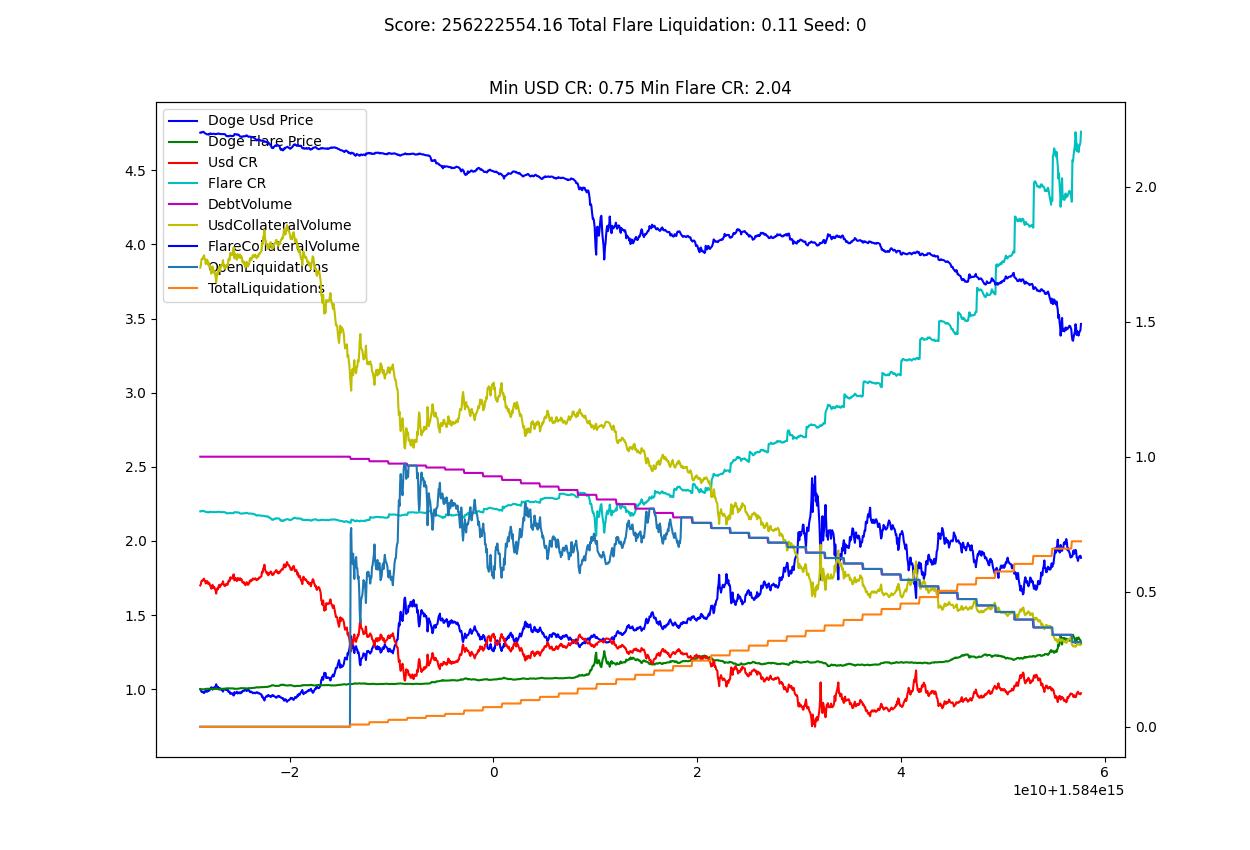 Score: 256222554.16 Total Flare Liquidation: 0.11 Seed: 0
Min USD CR: 0.75 Min Flare CR: 2.04
Doge Usd Price
Doge Flare Price
Usd CR
Flare CR
DebtVolume
UsdCollateralVolume
FlareCollateralVolume
OpenLiquidations
TotalLiquidations
4.5
4.0
3.5
3.0
2.5
2.0
1.5
1.0
2.0
1.5
1.0
0.5
0.0
−2
0
2
4
6
1e10+1.584e15